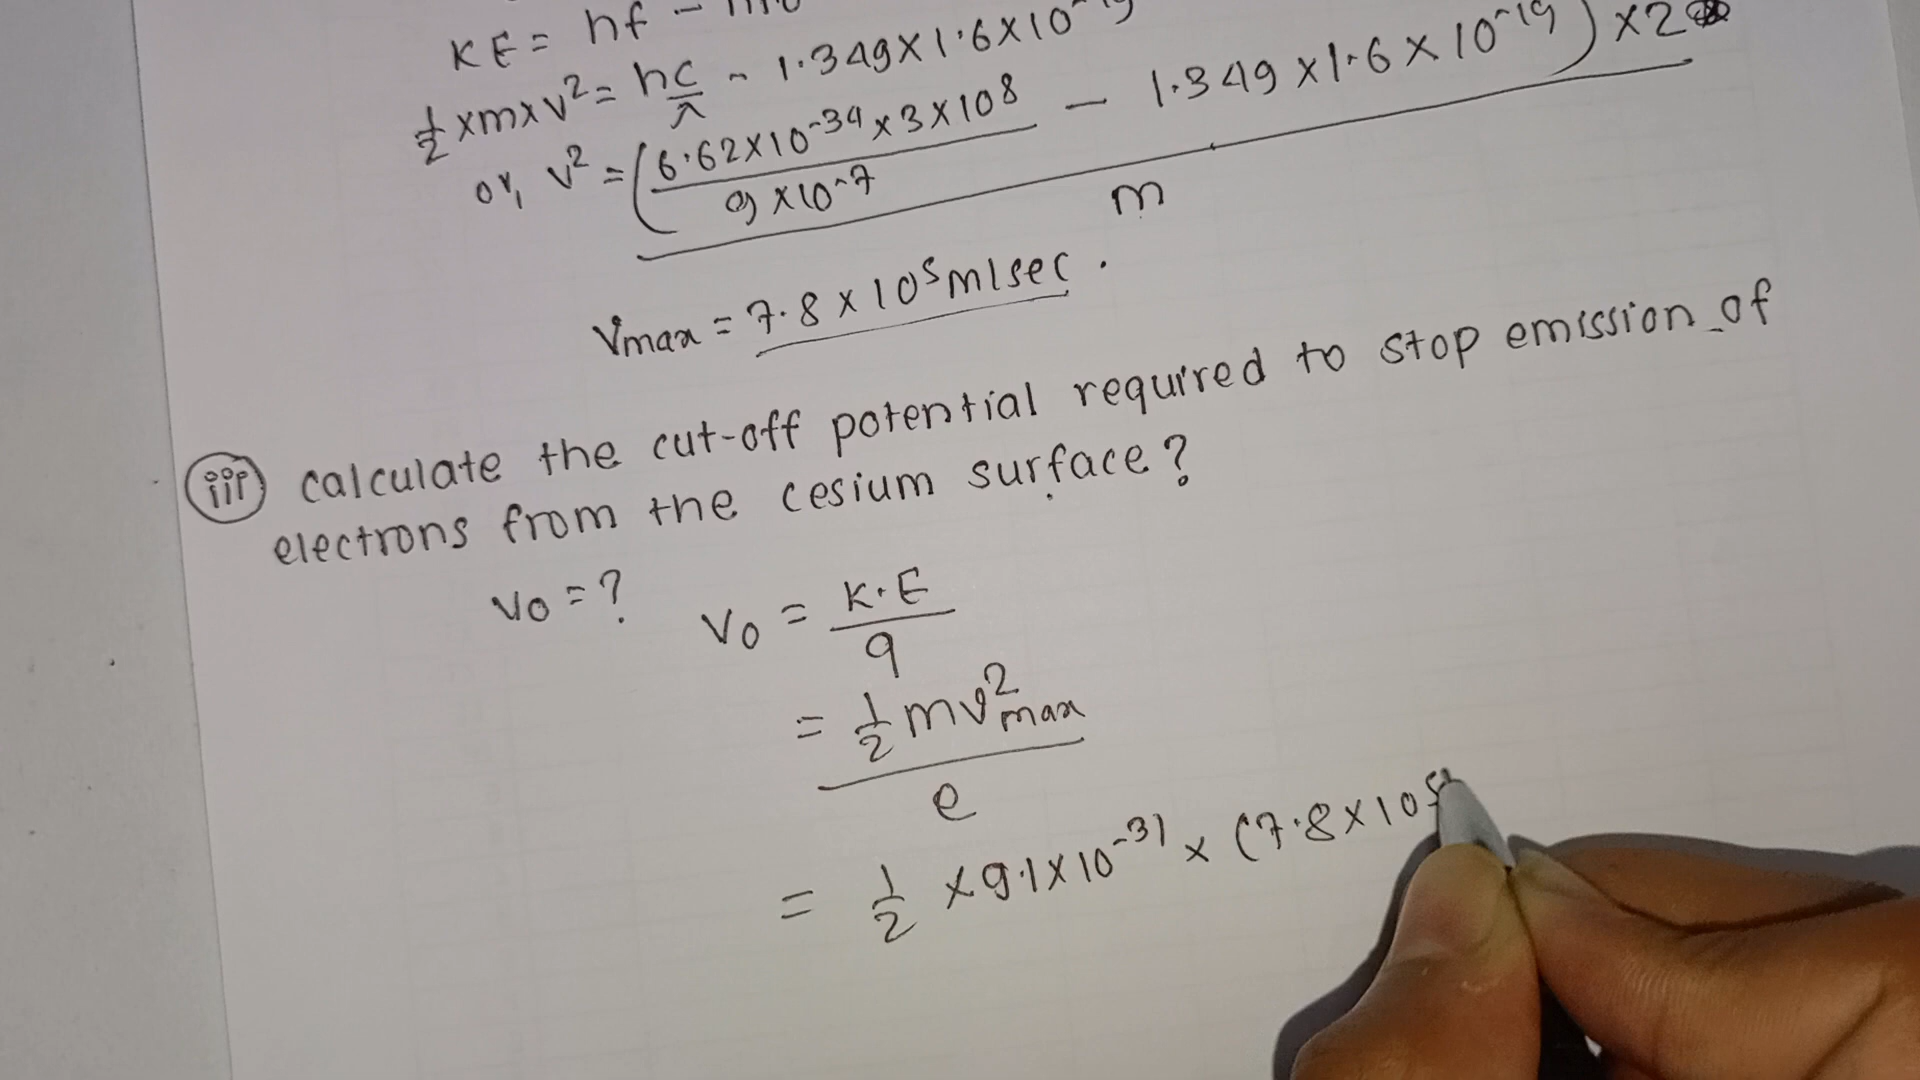 KE = hf -
1/2 × m × v² = hc/λ - 1.349 × 1.6 × 10
or, v² = (6.62 × 10^-34 × 3 × 10^8 / 9 × 10^-7 - 1.349 × 1.6 × 10^-19) × 2 / m
Vmax = 7.8 × 10^5 m/sec.
(iii) calculate the cut-off potential required to stop emission of
electrons from the cesium surface?
V0 = ? V0 = K.E / q
= 1/2 mv²max / e
= 1/2 × 9.1 × 10^-31 × (7.8 × 10^5